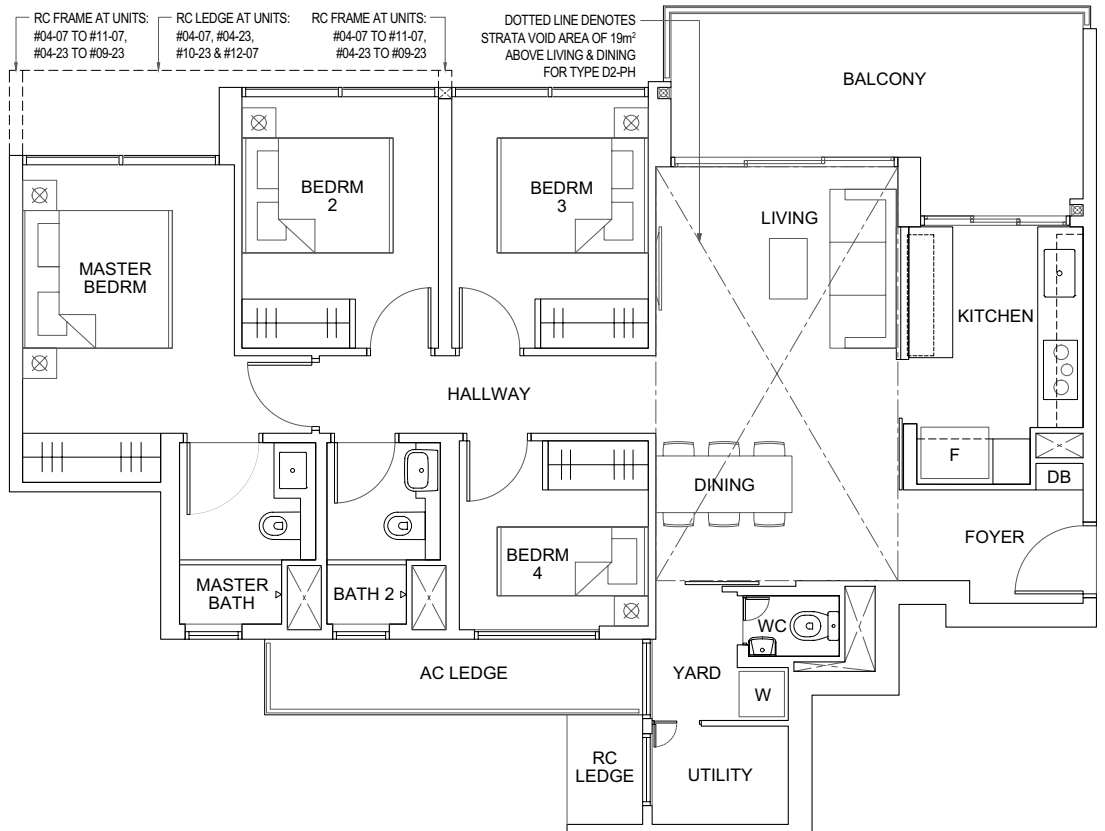 RC FRAME AT UNITS:
#04-07 TO #11-07,
#04-23 TO #09-23
RC LEDGE AT UNITS:
#04-07, #04-23,
#10-23 & #12-07
RC FRAME AT UNITS:
#04-07 TO #11-07,
#04-23 TO #09-23
DOTTED LINE DENOTES
STRATA VOID AREA OF 19m²
ABOVE LIVING & DINING
FOR TYPE D2-PH
BALCONY
BEDRM
2
BEDRM
3
LIVING
MASTER
BEDRM
KITCHEN
HALLWAY
F
DB
DINING
FOYER
BEDRM
4
MASTER
BATH
BATH 2
WC
AC LEDGE
YARD
W
RC
LEDGE
UTILITY